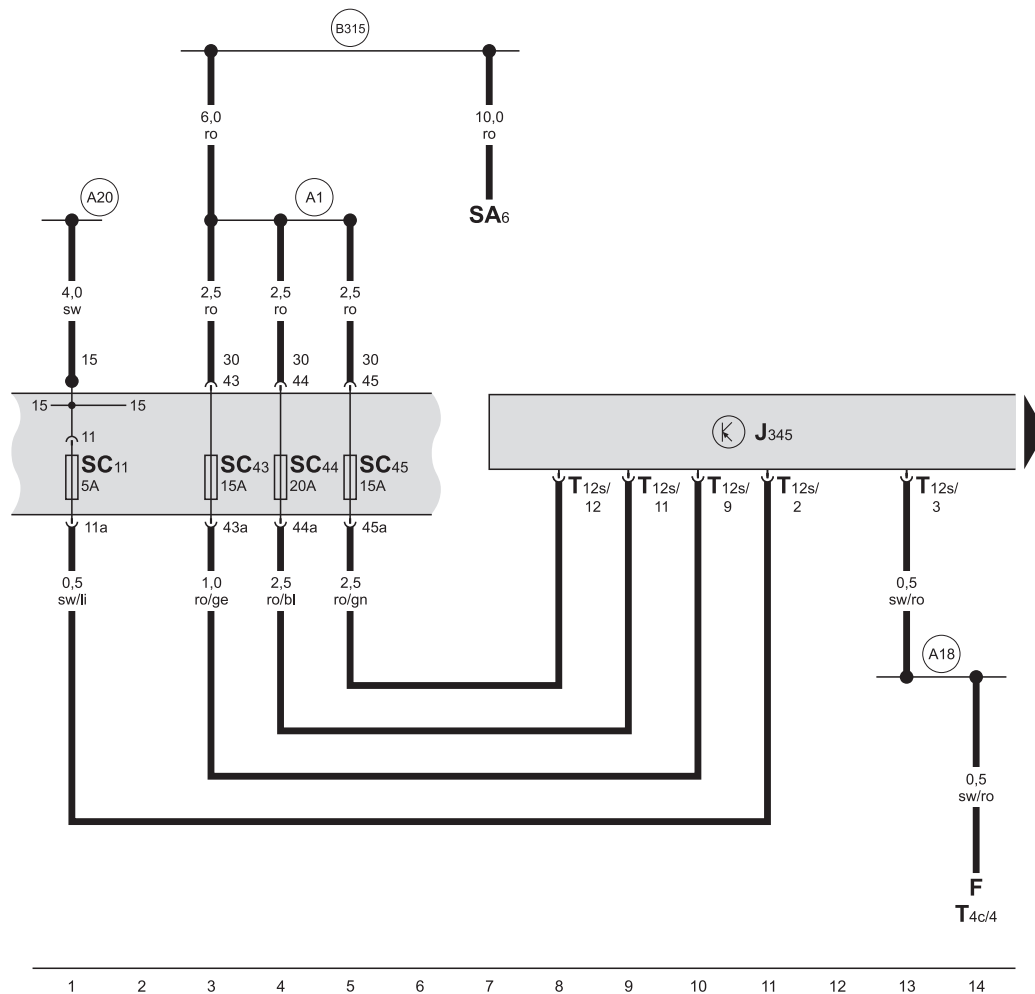 B315
6,0
ro
10,0
ro
A20
A1
SA6
4,0
sw
2,5
ro
2,5
ro
2,5
ro
15
30
43
30
44
30
45
15 15
11
SC11
5A
SC43
15A
SC44
20A
SC45
15A
J345
11a
43a
44a
45a
T12s/
12
T12s/
11
T12s/
9
T12s/
2
T12s/
3
0,5
sw/li
1,0
ro/ge
2,5
ro/bl
2,5
ro/gn
0,5
sw/ro
A18
0,5
sw/ro
F
T4c/4
1 2 3 4 5 6 7 8 9 10 11 12 13 14